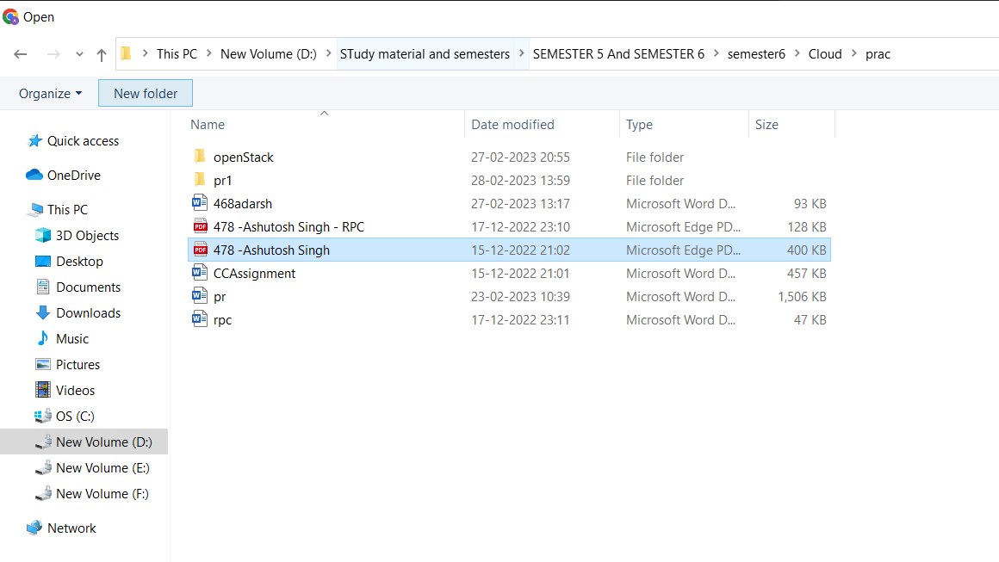 Open
This PC > New Volume (D:) > STudy material and semesters > SEMESTER 5 And SEMESTER 6 > semester6 > Cloud > prac
Organize New folder
Name Date modified Type Size
Quick access
OneDrive
This PC
3D Objects
Desktop
Documents
Downloads
Music
Pictures
Videos
OS (C:)
New Volume (D:)
New Volume (E:)
New Volume (F:)
Network
openStack 27-02-2023 20:55 File folder
pr1 28-02-2023 13:59 File folder
468adarsh 27-02-2023 13:17 Microsoft Word D... 93 KB
478 -Ashutosh Singh - RPC 17-12-2022 23:10 Microsoft Edge PD... 128 KB
478 -Ashutosh Singh 15-12-2022 21:02 Microsoft Edge PD... 400 KB
CCAssignment 15-12-2022 21:01 Microsoft Word D... 457 KB
pr 23-02-2023 10:39 Microsoft Word D... 1,506 KB
rpc 17-12-2022 23:11 Microsoft Word D... 47 KB